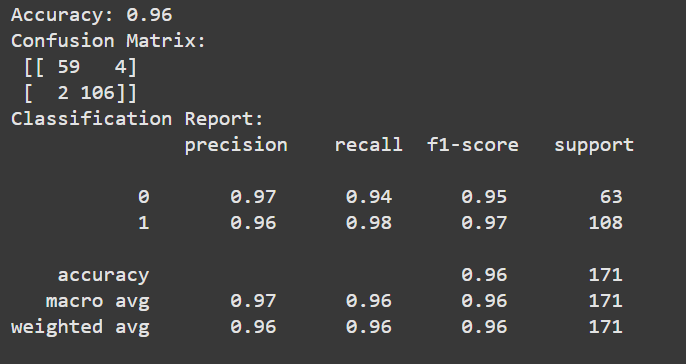 Accuracy: 0.96
Confusion Matrix:
[[ 59   4]
[  2 106]]
Classification Report:
precision    recall  f1-score   support
0       0.97      0.94      0.95        63
1       0.96      0.98      0.97       108
accuracy                           0.96       171
macro avg       0.97      0.96      0.96       171
weighted avg       0.96      0.96      0.96       171